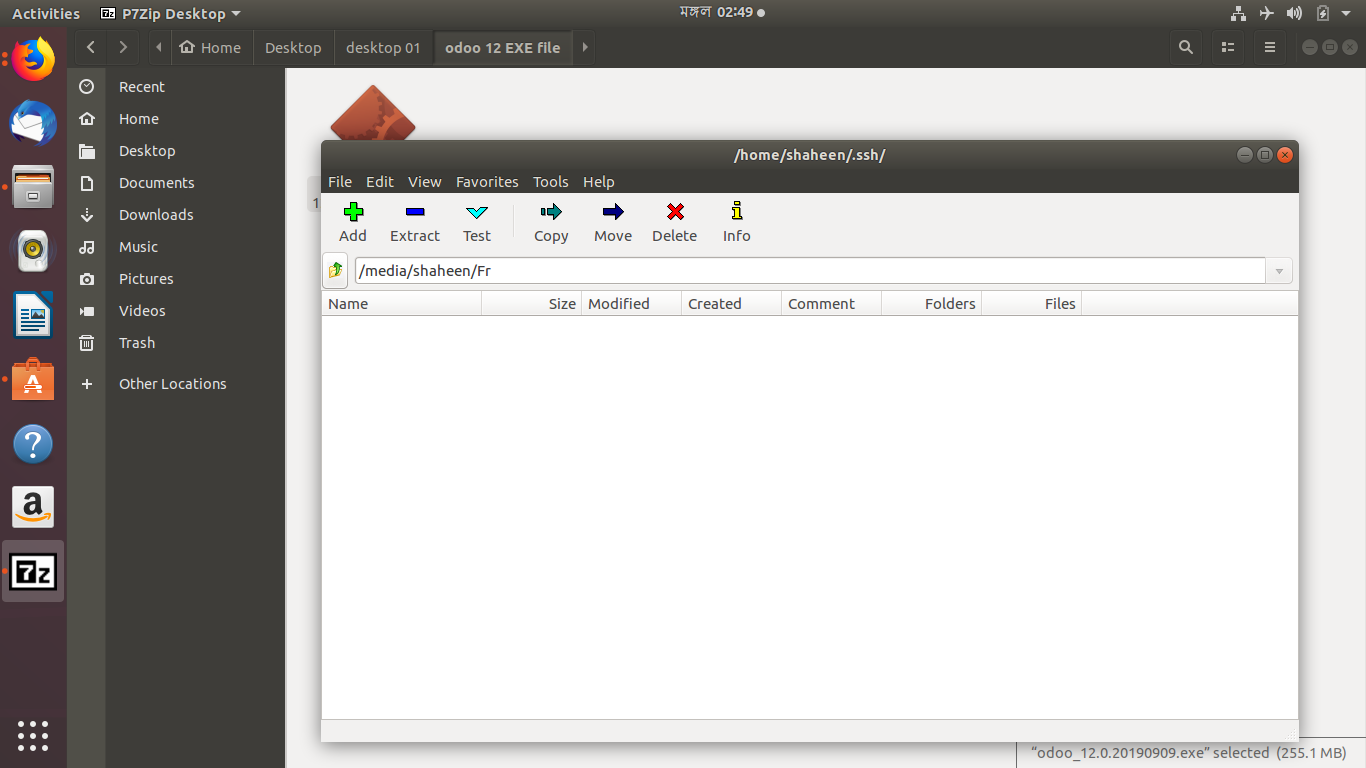 Activities P7Zip Desktop মঙ্গল 02:49
Home Desktop desktop 01 odoo 12 EXE file
Recent
Home
Desktop
Documents
Downloads
Music
Pictures
Videos
Trash
Other Locations
1
/home/shaheen/.ssh/
File Edit View Favorites Tools Help
Add Extract Test Copy Move Delete Info
/media/shaheen/Fr
Name Size Modified Created Comment Folders Files
7z
“odoo_12.0.20190909.exe” selected (255.1 MB)